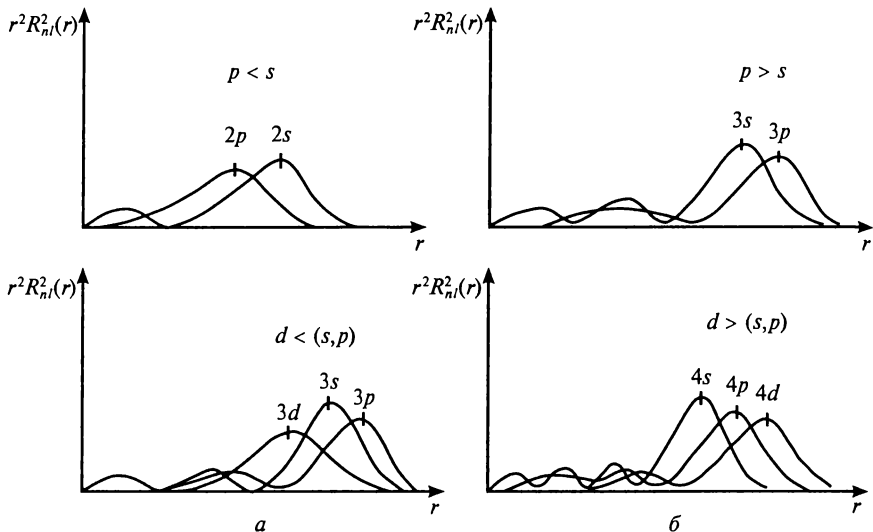 r²R²ₙₗ(r)
p < s
2p 2s
r
r²R²ₙₗ(r)
p > s
3s 3p
r
r²R²ₙₗ(r)
d < (s,p)
3d 3s 3p
r
а
r²R²ₙₗ(r)
d > (s,p)
4s 4p 4d
r
б